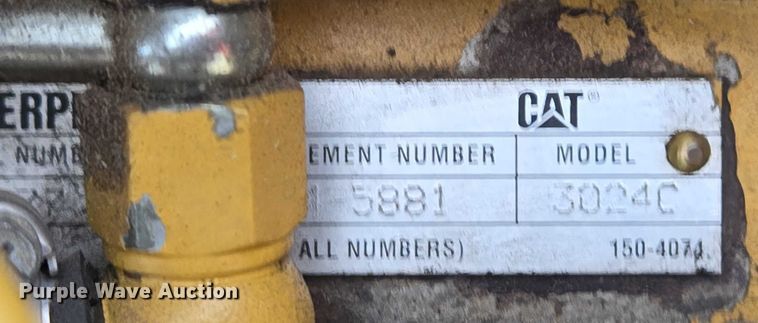 ERP CAT®
NUMB EMENT NUMBER MODEL
5881 3024C
ALL NUMBERS) 150-4071
Purple Wave Auction